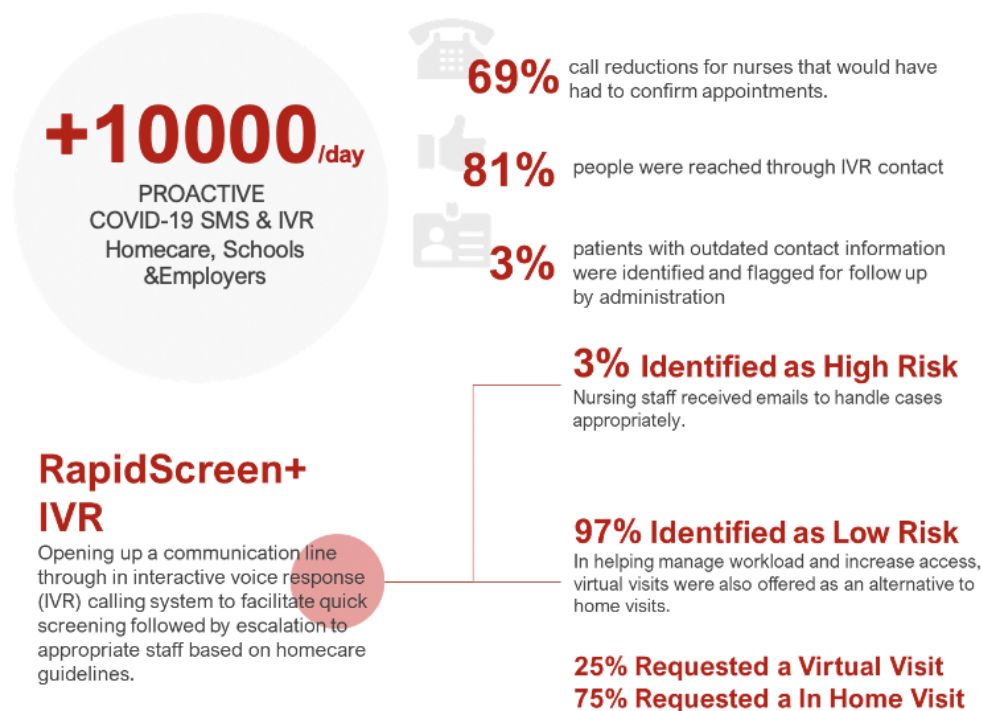 +10000/day
PROACTIVE
COVID-19 SMS & IVR
Homecare, Schools
&Employers
69% call reductions for nurses that would have
had to confirm appointments.
81% people were reached through IVR contact
3% patients with outdated contact information
were identified and flagged for follow up
by administration
3% Identified as High Risk
Nursing staff received emails to handle cases
appropriately.
RapidScreen+
IVR
Opening up a communication line
through in interactive voice response
(IVR) calling system to facilitate quick
screening followed by escalation to
appropriate staff based on homecare
guidelines.
97% Identified as Low Risk
In helping manage workload and increase access,
virtual visits were also offered as an alternative to
home visits.
25% Requested a Virtual Visit
75% Requested a In Home Visit